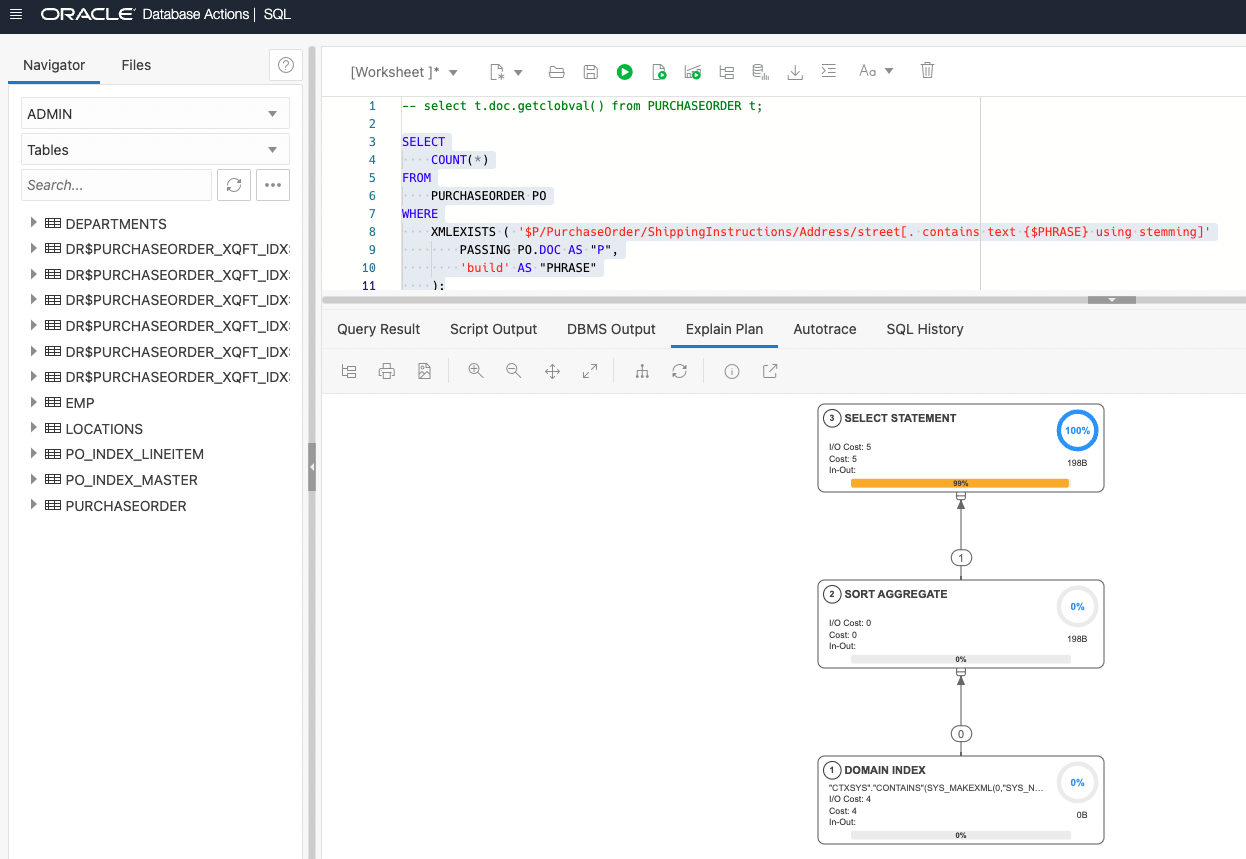 ORACLE Database Actions | SQL
Navigator
Files
ADMIN
Tables
Search...
DEPARTMENTS
DR$PURCHASEORDER_XQFT_IDX
DR$PURCHASEORDER_XQFT_IDX
DR$PURCHASEORDER_XQFT_IDX
DR$PURCHASEORDER_XQFT_IDX
DR$PURCHASEORDER_XQFT_IDX
DR$PURCHASEORDER_XQFT_IDX
EMP
LOCATIONS
PO_INDEX_LINEITEM
PO_INDEX_MASTER
PURCHASEORDER
[Worksheet ]*
Aa
1 -- select t.doc.getclobval() from PURCHASEORDER t;
2
3 SELECT
4 COUNT(*)
5 FROM
6 PURCHASEORDER PO
7 WHERE
8 XMLEXISTS ( '$P/PurchaseOrder/ShippingInstructions/Address/street[. contains text {$PHRASE} using stemming]'
9 PASSING PO.DOC AS "P",
10 'build' AS "PHRASE"
11 );
Query Result
Script Output
DBMS Output
Explain Plan
Autotrace
SQL History
3 SELECT STATEMENT
100%
I/O Cost: 5
Cost: 5
198B
In-Out:
99%
1
2 SORT AGGREGATE
0%
I/O Cost: 0
Cost: 0
198B
In-Out:
0%
0
1 DOMAIN INDEX
0%
"CTXSYS"."CONTAINS"(SYS_MAKEXML(0,"SYS_N...
I/O Cost: 4
Cost: 4
0B
In-Out:
0%